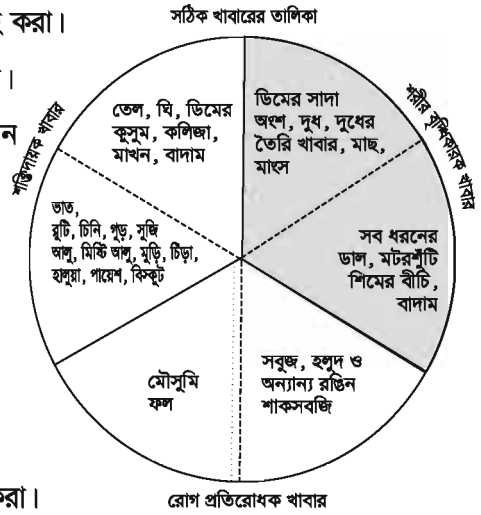 সঠিক খাবারের তালিকা
করা।
।
ন
শক্তিদায়ক খাবার
তেল, ঘি, ডিমের
কুসুম, কলিজা,
মাখন, বাদাম
ডিমের সাদা
অংশ, দুধ, দুধের
তৈরি খাবার, মাছ,
মাংস
শরীর বৃদ্ধিকারক খাবার
ভাত,
রুটি, চিনি, গুড়, সুজি
আলু, মিষ্টি আলু, মুড়ি, চিঁড়া,
হালুয়া, পায়েশ, বিস্কুট
সব ধরনের
ডাল, মটরশুঁটি
শিমের বীচি,
বাদাম
মৌসুমি
ফল
সবুজ, হলুদ ও
অন্যান্য রঙিন
শাকসবজি
করা।
রোগ প্রতিরোধক খাবার